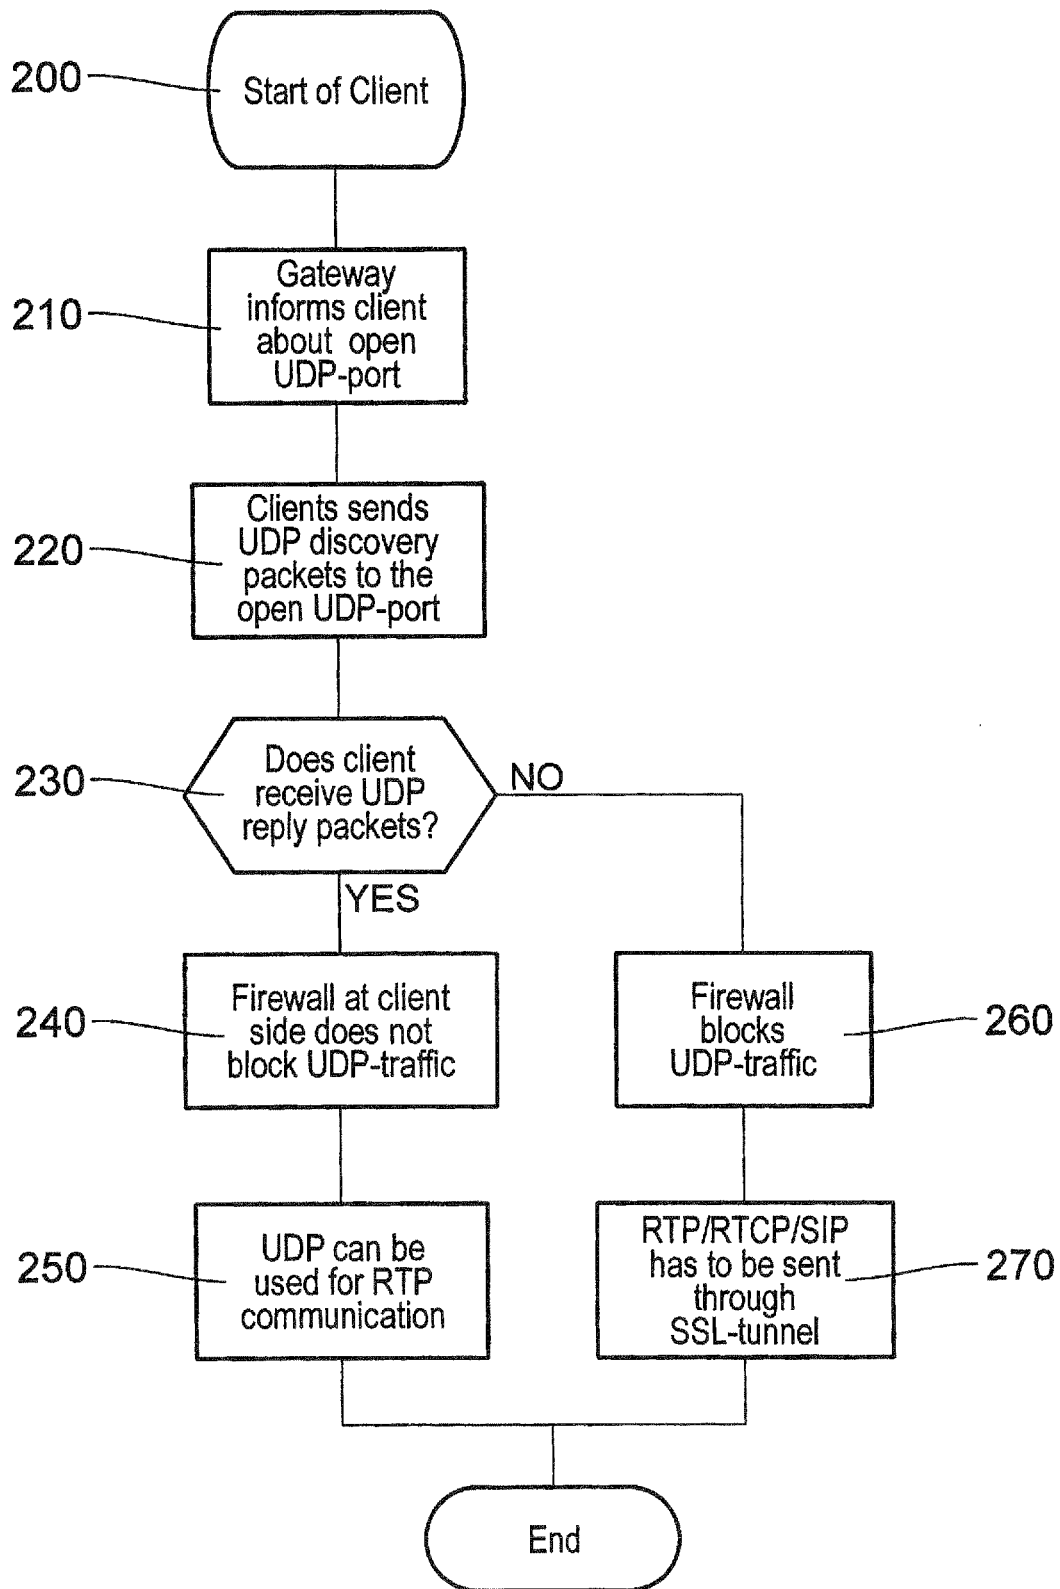 200
Start of Client
210
Gateway
informs client
about open
UDP-port
220
Clients sends
UDP discovery
packets to the
open UDP-port
230
Does client
receive UDP
reply packets?
NO
YES
240
Firewall at client
side does not
block UDP-traffic
Firewall
blocks
UDP-traffic
260
250
UDP can be
used for RTP
communication
RTP/RTCP/SIP
has to be sent
through
SSL-tunnel
270
End